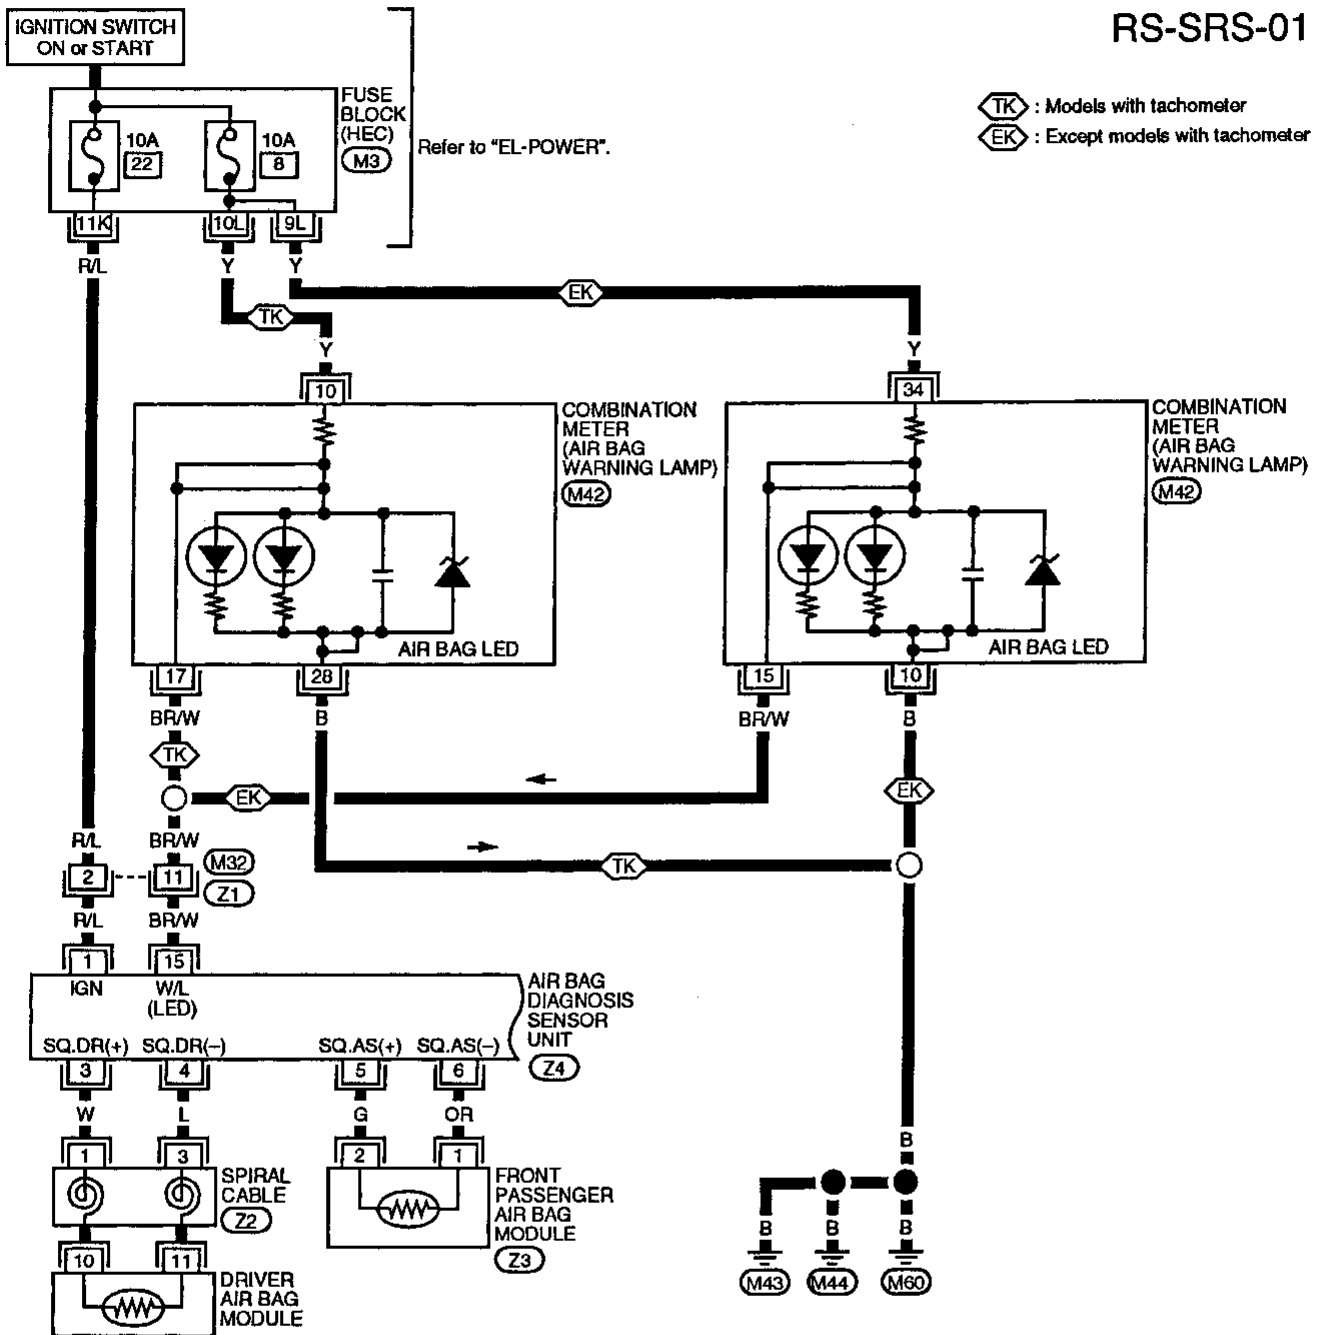 RS-SRS-01
IGNITION SWITCH
ON or START
TK : Models with tachometer
EK : Except models with tachometer
FUSE
BLOCK
(HEC)
M3
10A
22
10A
8
Refer to "EL-POWER".
11K
10L
9L
R/L
Y
Y
EK
TK
Y
Y
10
34
COMBINATION
METER
(AIR BAG
WARNING LAMP)
M42
COMBINATION
METER
(AIR BAG
WARNING LAMP)
M42
AIR BAG LED
AIR BAG LED
17
28
15
10
BR/W
B
BR/W
B
TK
EK
EK
R/L
BR/W
M32
TK
2
11
Z1
R/L
BR/W
1
15
IGN
W/L
(LED)
AIR BAG
DIAGNOSIS
SENSOR
UNIT
Z4
SQ.DR(+)
SQ.DR(–)
SQ.AS(+)
SQ.AS(–)
3
4
5
6
W
L
G
OR
B
1
3
2
1
SPIRAL
CABLE
Z2
FRONT
PASSENGER
AIR BAG
MODULE
Z3
B
B
B
10
11
M43
M44
M60
DRIVER
AIR BAG
MODULE